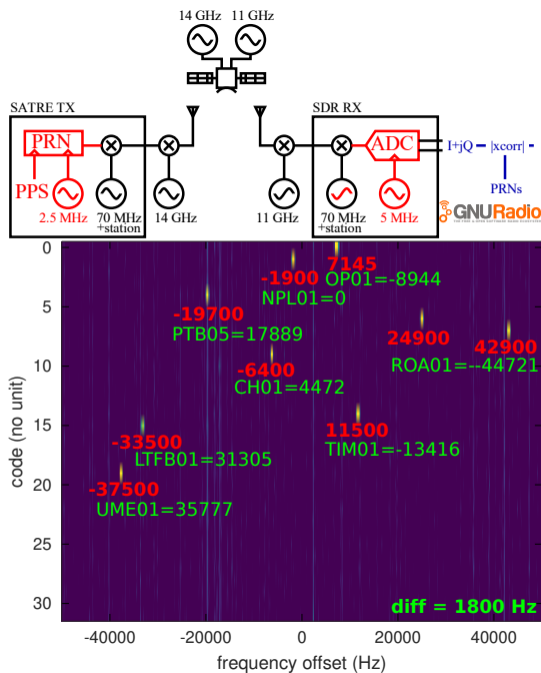 14 GHz 11 GHz
SATRE TX SDR RX
PRN ADC I+jQ |xcorr|
PPS PRNs
2.5 MHz 70 MHz +station 14 GHz 11 GHz 70 MHz +station 5 MHz
GNURadio
0
5
10
15
20
25
30
code (no unit)
7145
-1900 OP01=-8944
NPL01=0
-19700
PTB05=17889
24900 42900
-6400 ROA01=--44721
CH01=4472
11500
-33500 TIM01=-13416
LTFB01=31305
-37500
UME01=35777
diff = 1800 Hz
-40000 -20000 0 20000 40000
frequency offset (Hz)